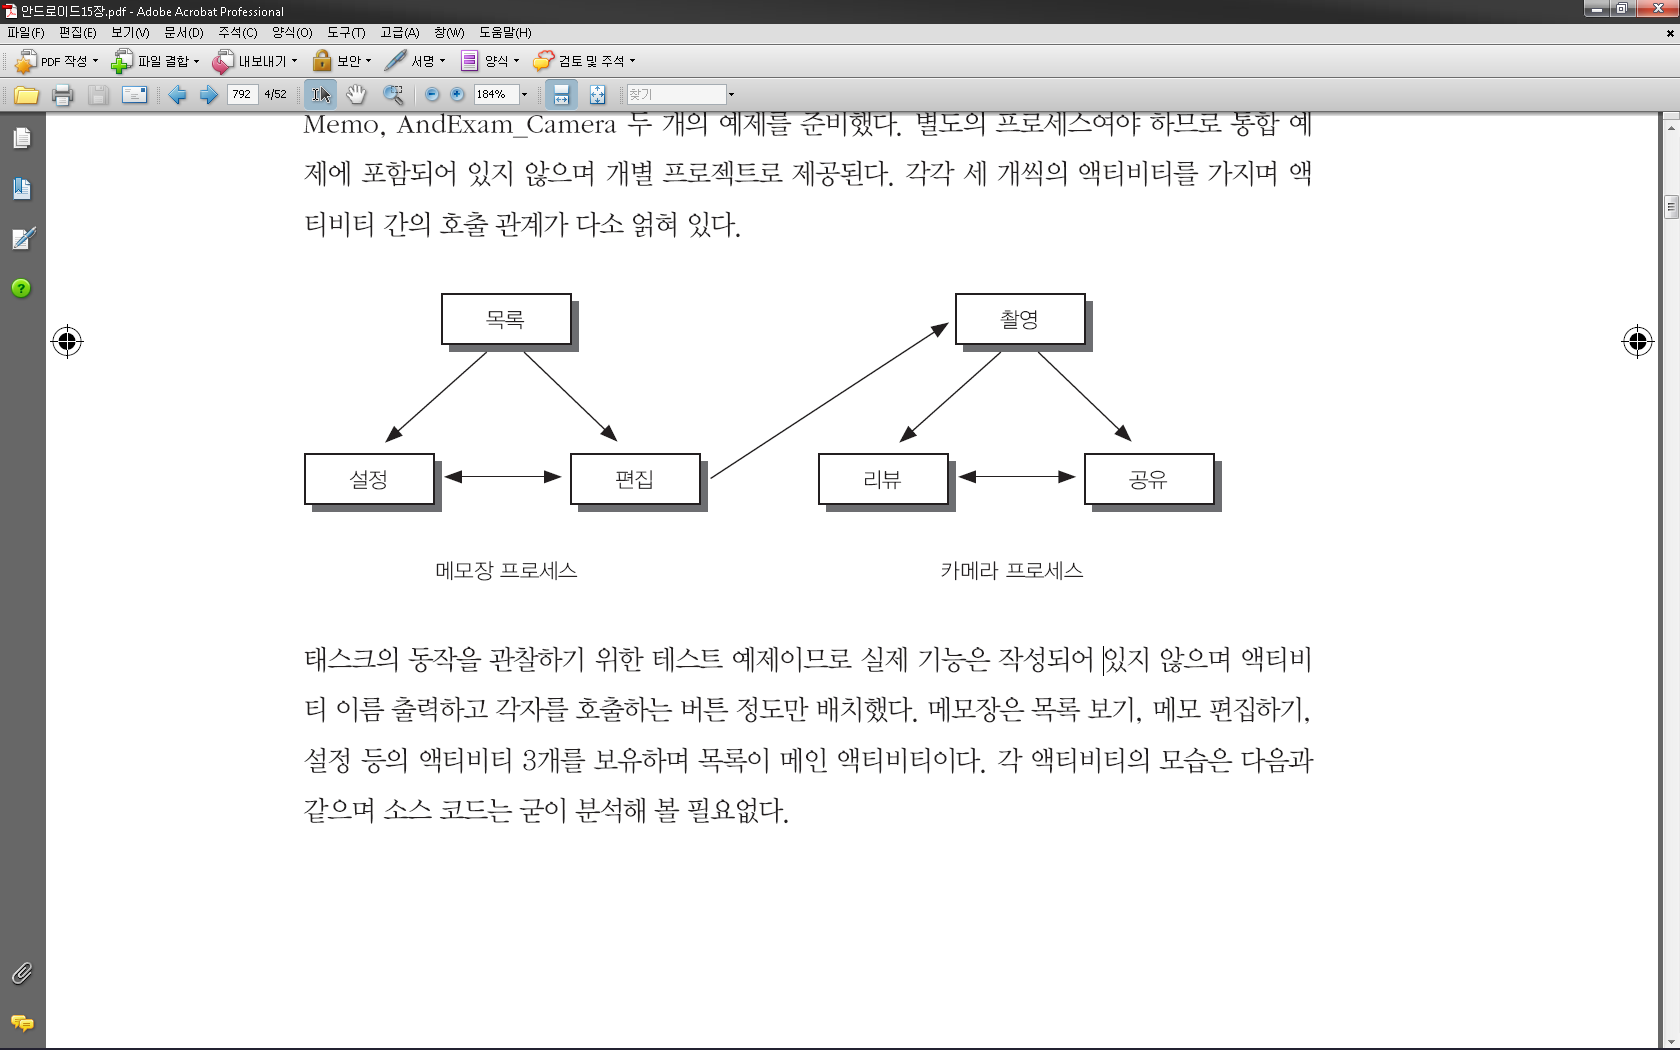 안드로이드15장.pdf - Adobe Acrobat Professional
파일(F) 편집(E) 보기(V) 문서(D) 주석(C) 양식(O) 도구(T) 고급(A) 창(W) 도움말(H)
PDF 작성 파일 결합 내보내기 보안 서명 양식 검토 및 주석
792 4/52 184% 찾기
Memo, AndExam_Camera 두 개의 예제를 준비했다. 별도의 프로세스여야 하므로 통합 예
제에 포함되어 있지 않으며 개별 프로젝트로 제공된다. 각각 세 개씩의 액티비티를 가지며 액
티비티 간의 호출 관계가 다소 얽혀 있다.
목록 촬영
설정 편집 리뷰 공유
메모장 프로세스 카메라 프로세스
태스크의 동작을 관찰하기 위한 테스트 예제이므로 실제 기능은 작성되어 있지 않으며 액티비
티 이름 출력하고 각자를 호출하는 버튼 정도만 배치했다. 메모장은 목록 보기, 메모 편집하기,
설정 등의 액티비티 3개를 보유하며 목록이 메인 액티비티이다. 각 액티비티의 모습은 다음과
같으며 소스 코드는 굳이 분석해 볼 필요없다.